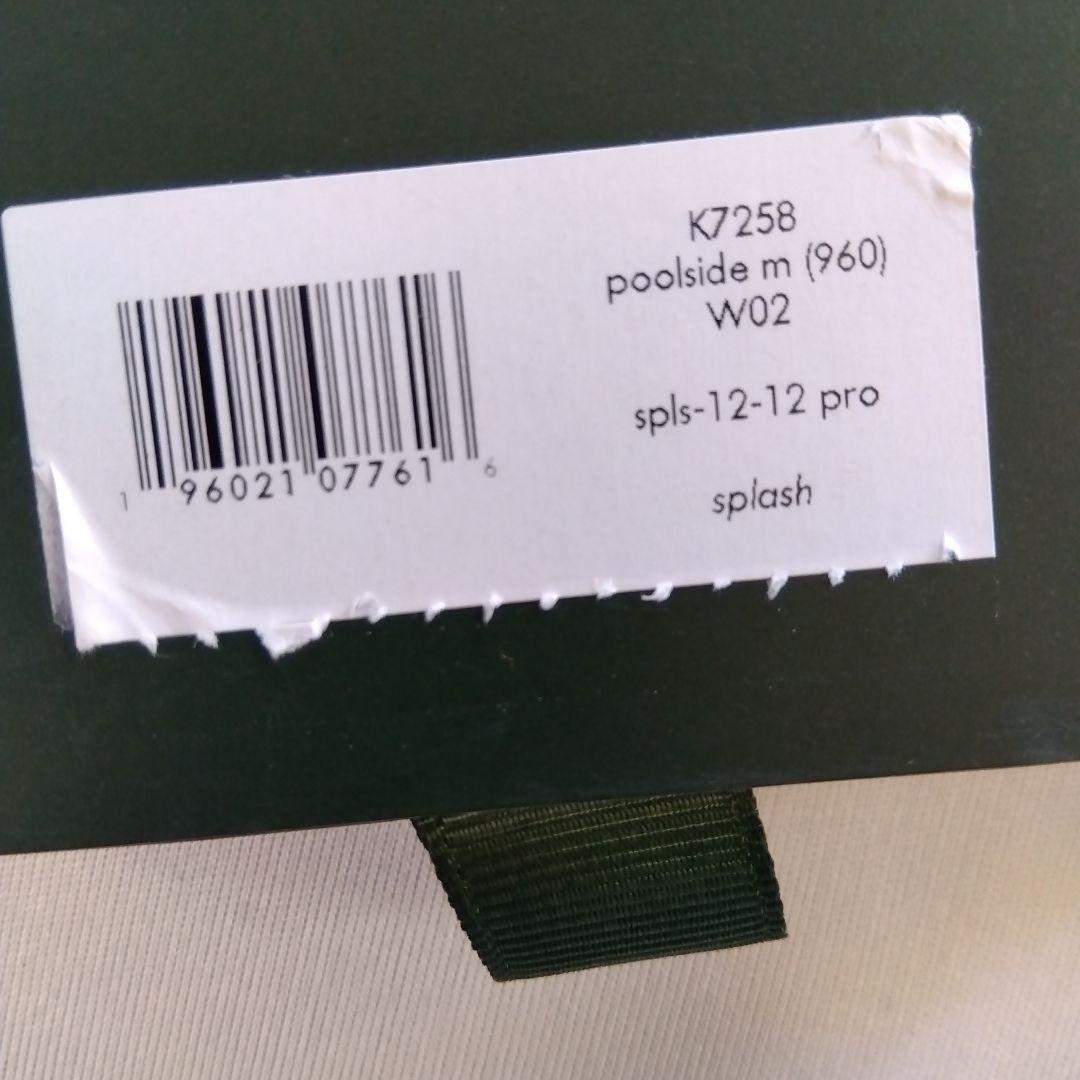 K7258
poolside m (960)
W02
spls-12-12 pro
splash
1 96021 07761 6